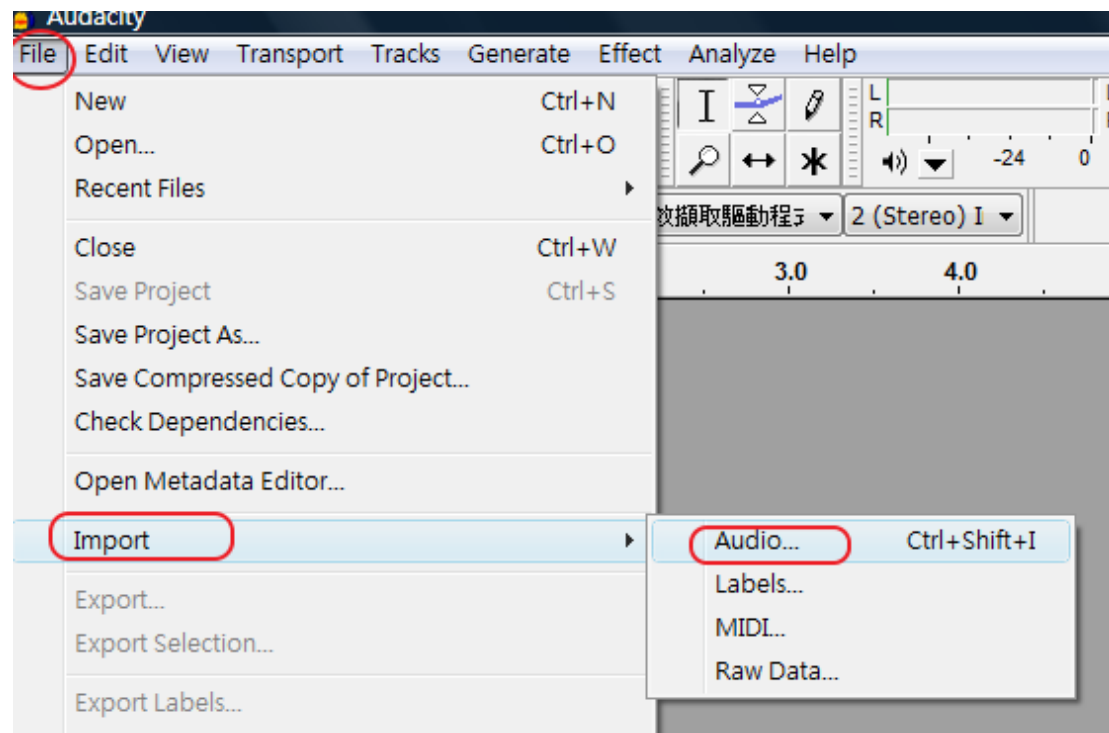 Audacity
File Edit View Transport Tracks Generate Effect Analyze Help
New Ctrl+N
Open... Ctrl+O
Recent Files
Close Ctrl+W
Save Project Ctrl+S
Save Project As...
Save Compressed Copy of Project...
Check Dependencies...
Open Metadata Editor...
Import
Export...
Export Selection...
Export Labels...
Audio... Ctrl+Shift+I
Labels...
MIDI...
Raw Data...
L
R
-24 0
擷取驅動程 2 (Stereo) I
3.0 4.0